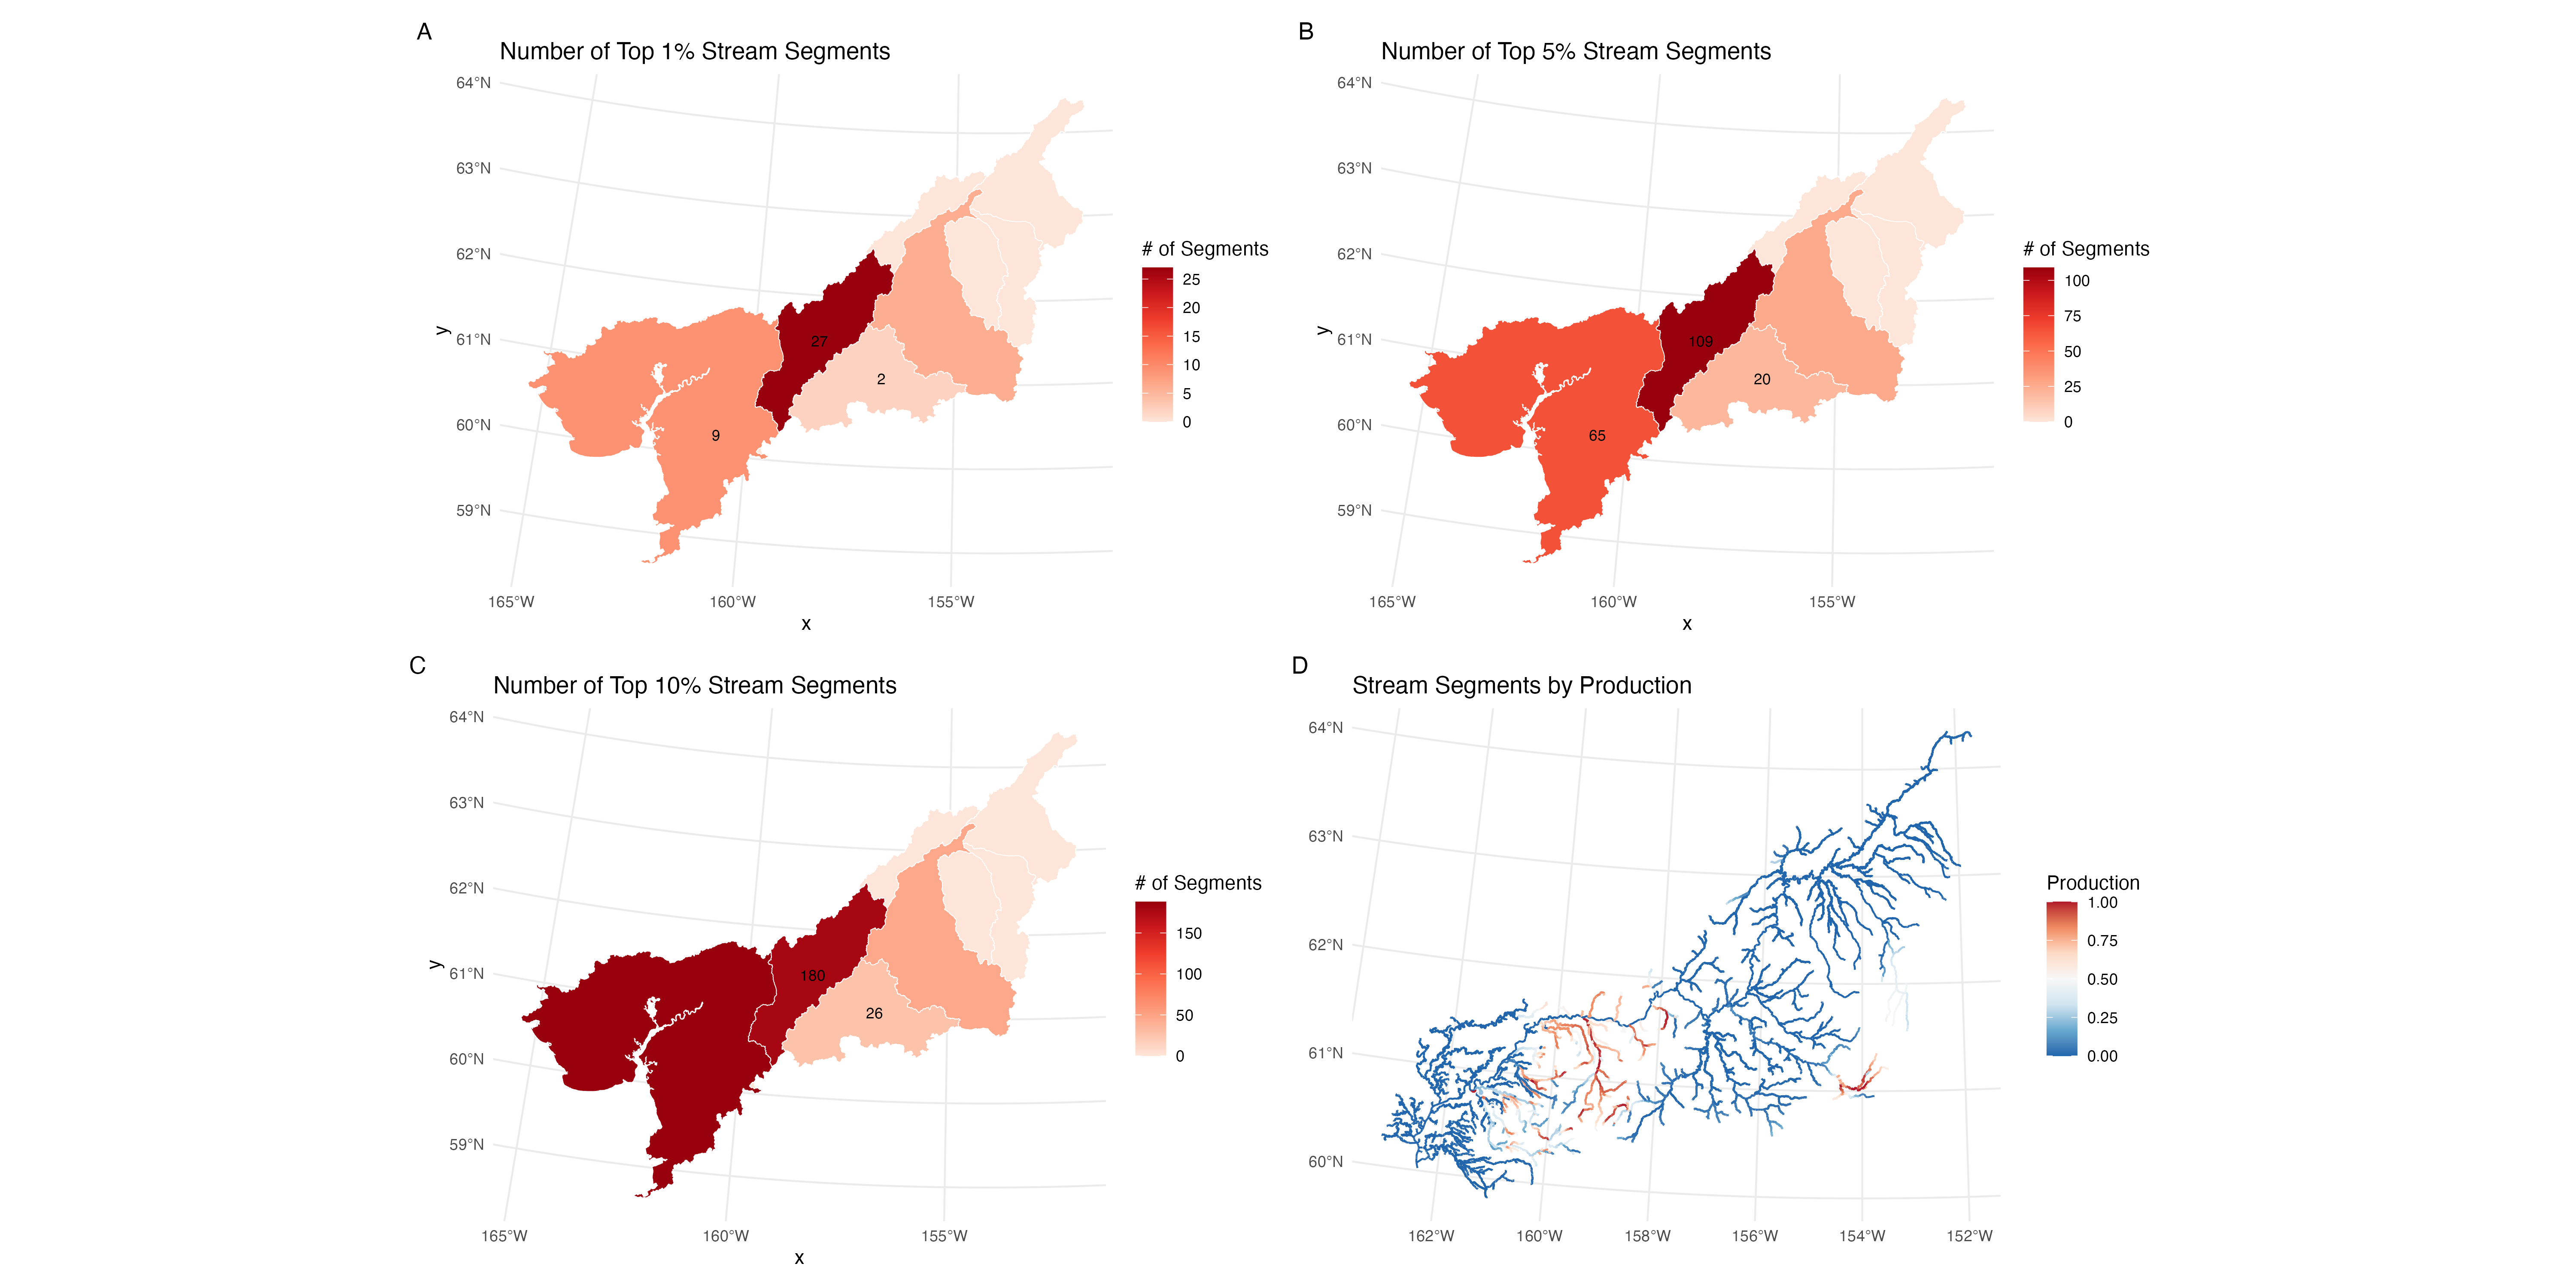 A
Number of Top 1% Stream Segments
64°N
63°N
62°N
61°N
60°N
59°N
y
27
2
9
165°W
160°W
155°W
x
# of Segments
25
20
15
10
5
0
B
Number of Top 5% Stream Segments
64°N
63°N
62°N
61°N
60°N
59°N
y
109
20
65
165°W
160°W
155°W
x
# of Segments
100
75
50
25
0
C
Number of Top 10% Stream Segments
64°N
63°N
62°N
61°N
60°N
59°N
y
180
26
165°W
160°W
155°W
x
# of Segments
150
100
50
0
D
Stream Segments by Production
64°N
63°N
62°N
61°N
60°N
162°W
160°W
158°W
156°W
154°W
152°W
Production
1.00
0.75
0.50
0.25
0.00